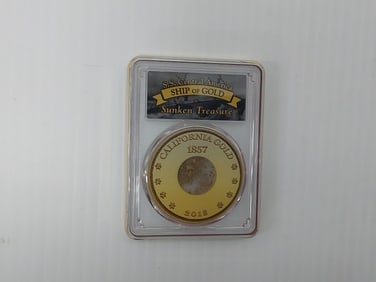 S.S. Central America
SHIP OF GOLD
Sunken Treasure
CALIFORNIA GOLD
1857
2018